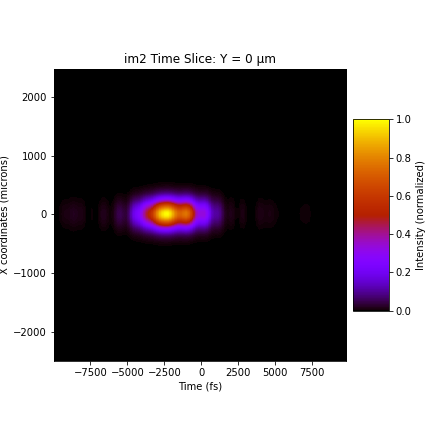 im2 Time Slice: Y = 0 μm
X coordinates (microns)
2000
1000
0
−1000
−2000
−7500 −5000 −2500 0 2500 5000 7500
Time (fs)
1.0
0.8
0.6
0.4
0.2
0.0
Intensity (normalized)